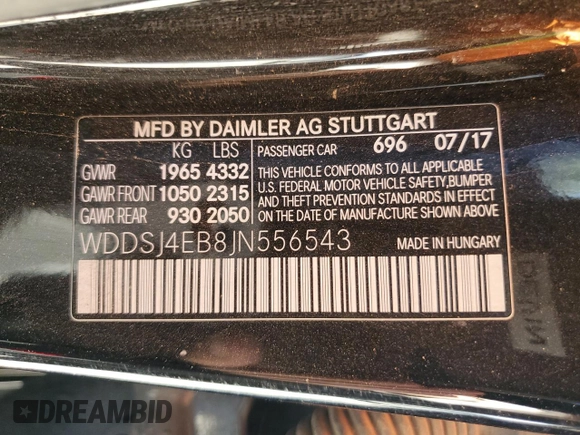 MFD BY DAIMLER AG STUTTGART
KG LBS PASSENGER CAR 696 07/17
GVWR 1965 4332
GAWR FRONT 1050 2315
GAWR REAR 930 2050
THIS VEHICLE CONFORMS TO ALL APPLICABLE
U.S. FEDERAL MOTOR VEHICLE SAFETY,BUMPER
AND THEFT PREVENTION STANDARDS IN EFFECT
ON DATE OF MANUFACTURE SHOWN ABOVE
WDDSJ4EB8JN556543 MADE IN HUNGARY
DREAMBID